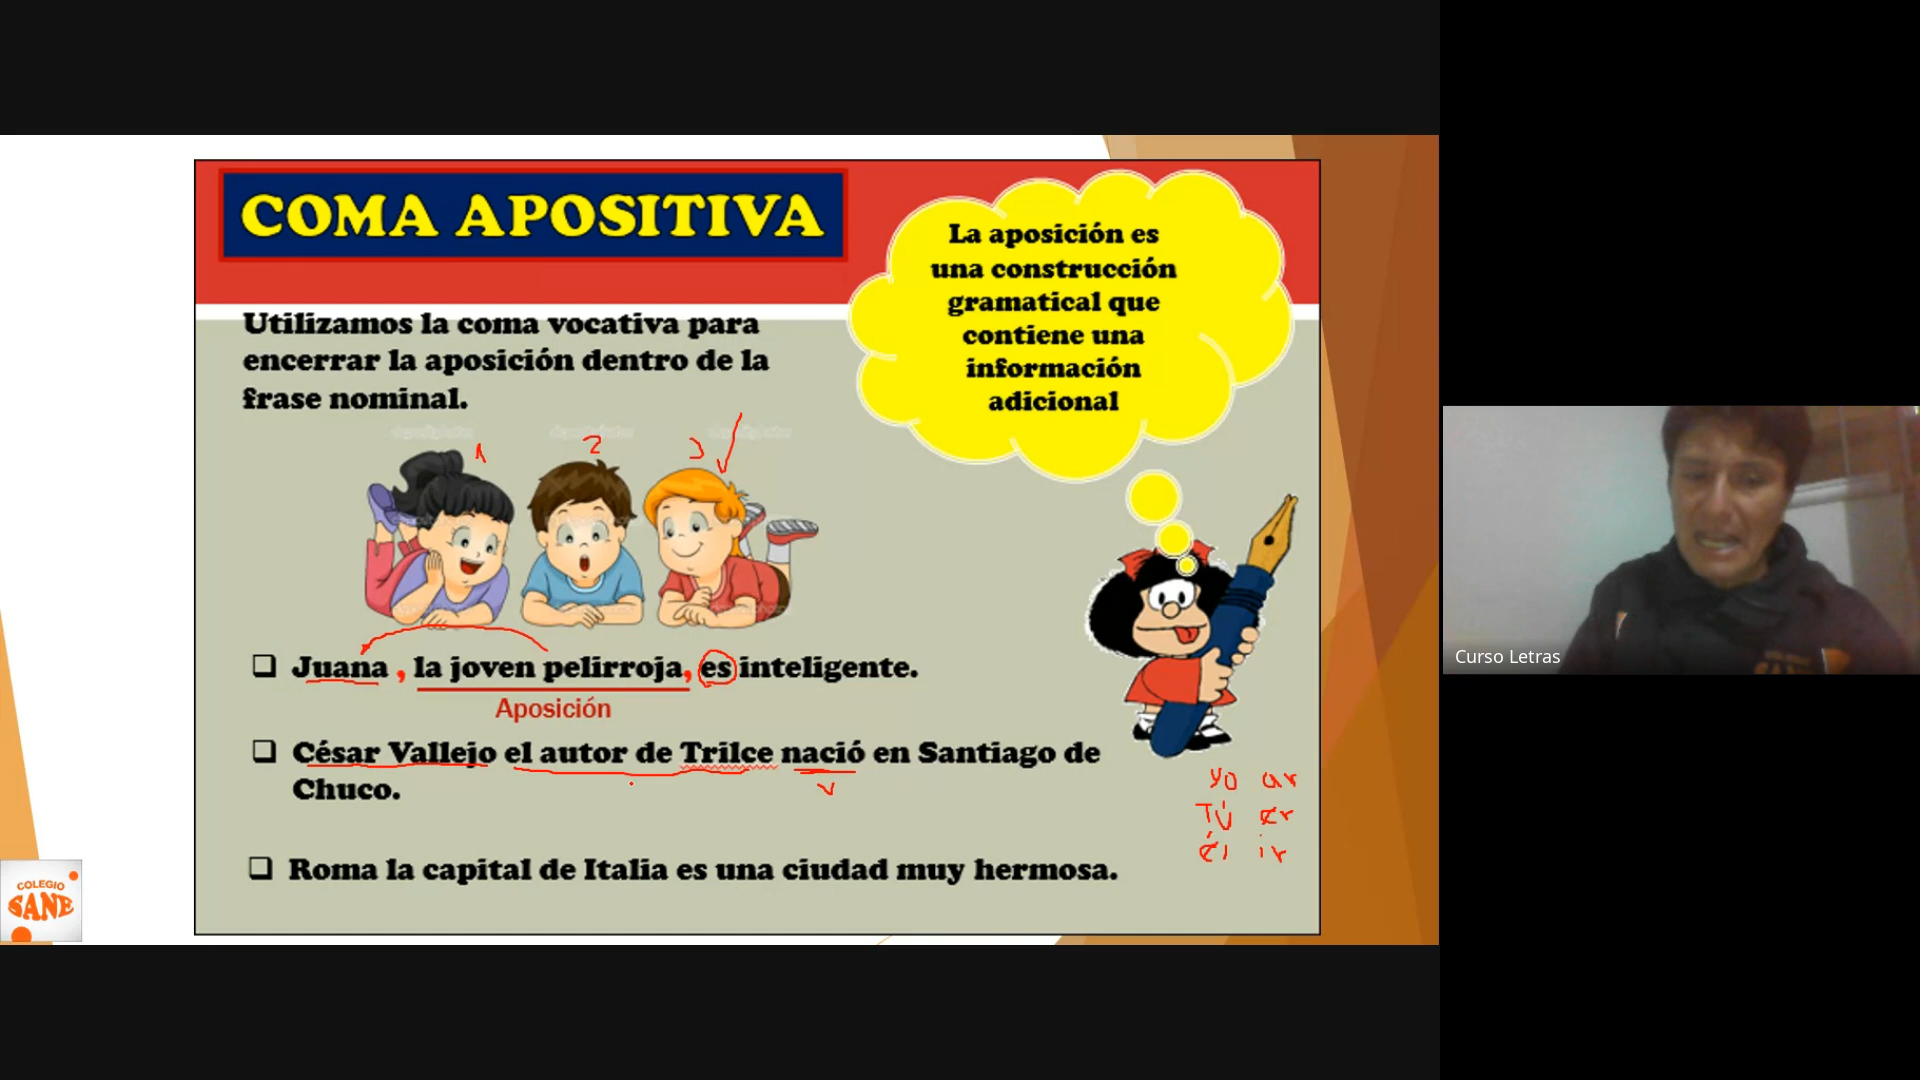 COMA APOSITIVA
La aposición es
una construcción
gramatical que
contiene una
información
adicional
Utilizamos la coma vocativa para
encerrar la aposición dentro de la
frase nominal.
1 2 3
Juana , la joven pelirroja, es inteligente.
Aposición
César Vallejo el autor de Trilce nació en Santiago de
Chuco.
v
yo ar
Tú er
él ir
Roma la capital de Italia es una ciudad muy hermosa.
COLEGIO
SANE
Curso Letras